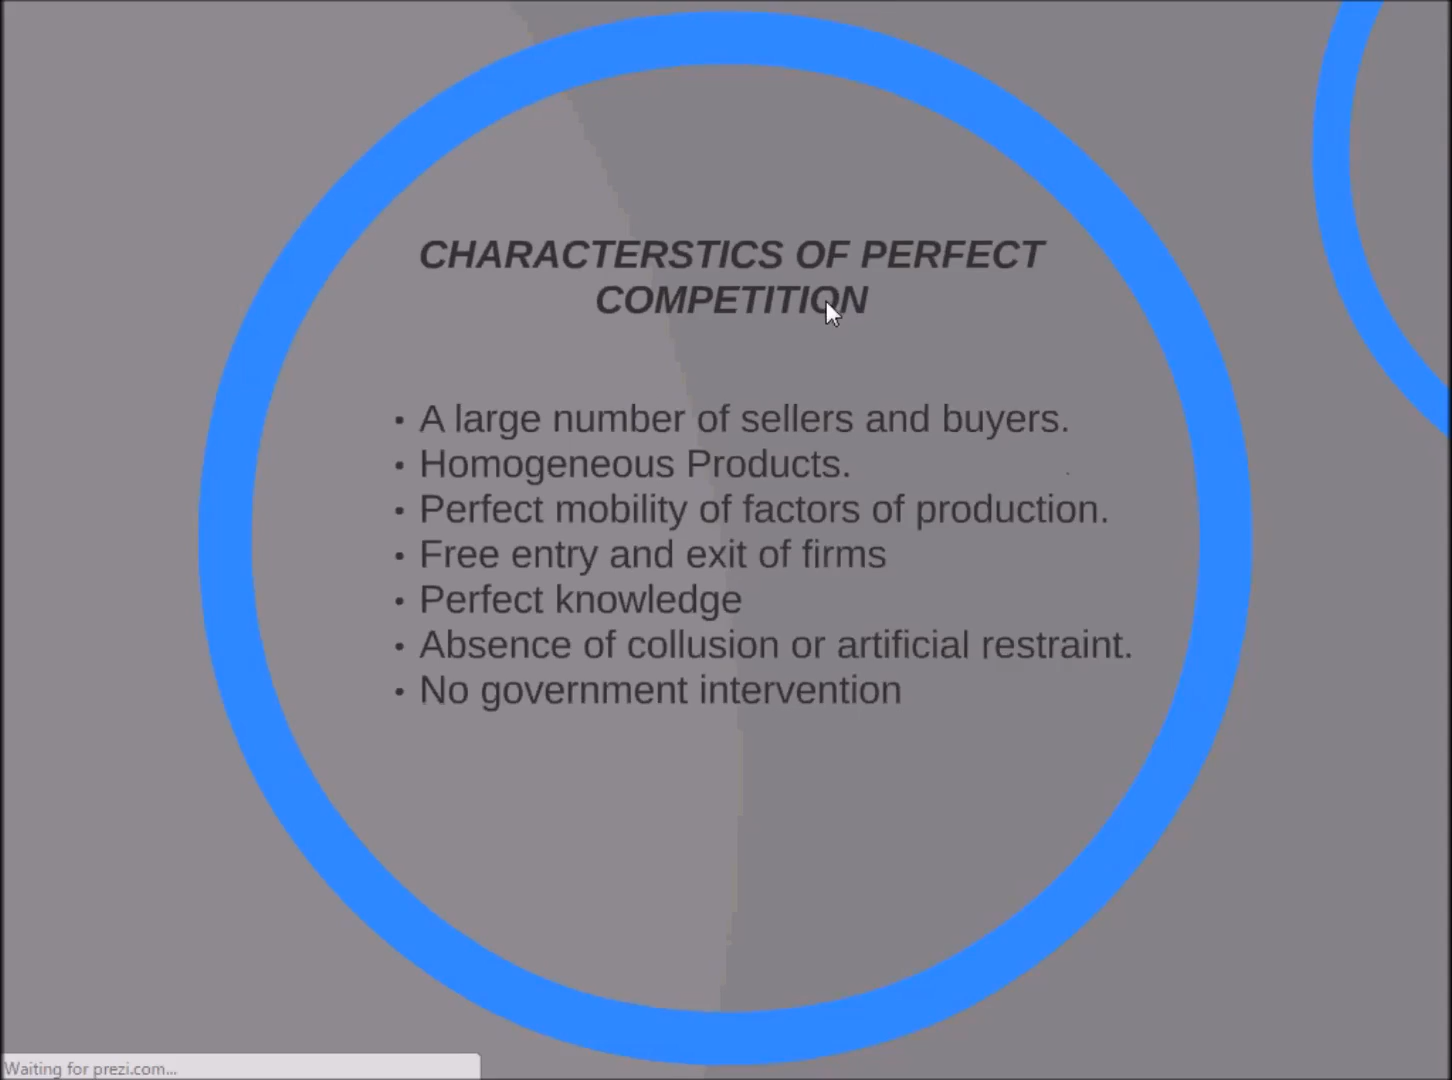 CHARACTERSTICS OF PERFECT
COMPETITION
• A large number of sellers and buyers.
• Homogeneous Products.
• Perfect mobility of factors of production.
• Free entry and exit of firms
• Perfect knowledge
• Absence of collusion or artificial restraint.
• No government intervention
Waiting for prezi.com...